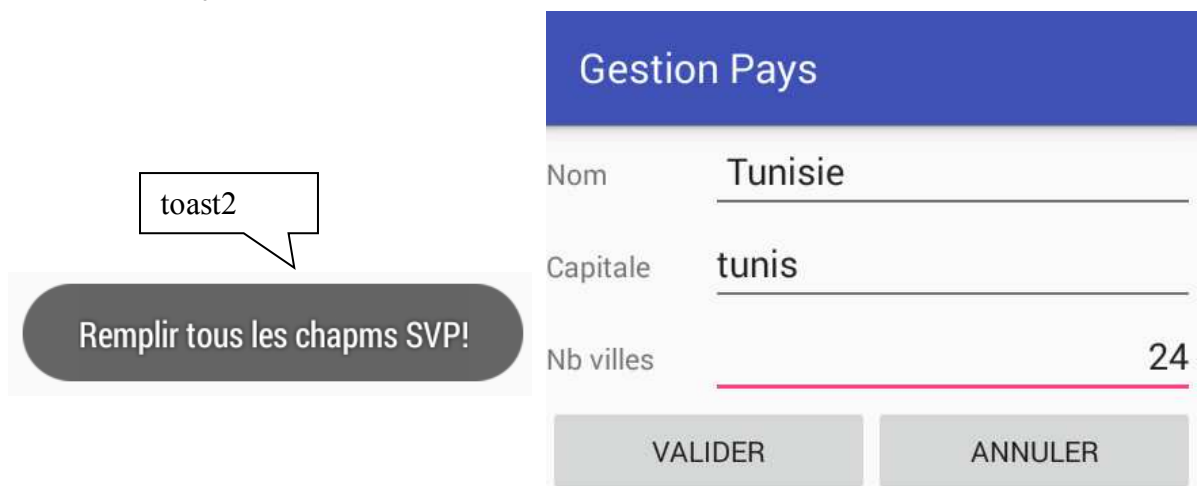 toast2
Remplir tous les chapms SVP!
Gestion Pays
Nom Tunisie
Capitale tunis
Nb villes 24
VALIDER ANNULER